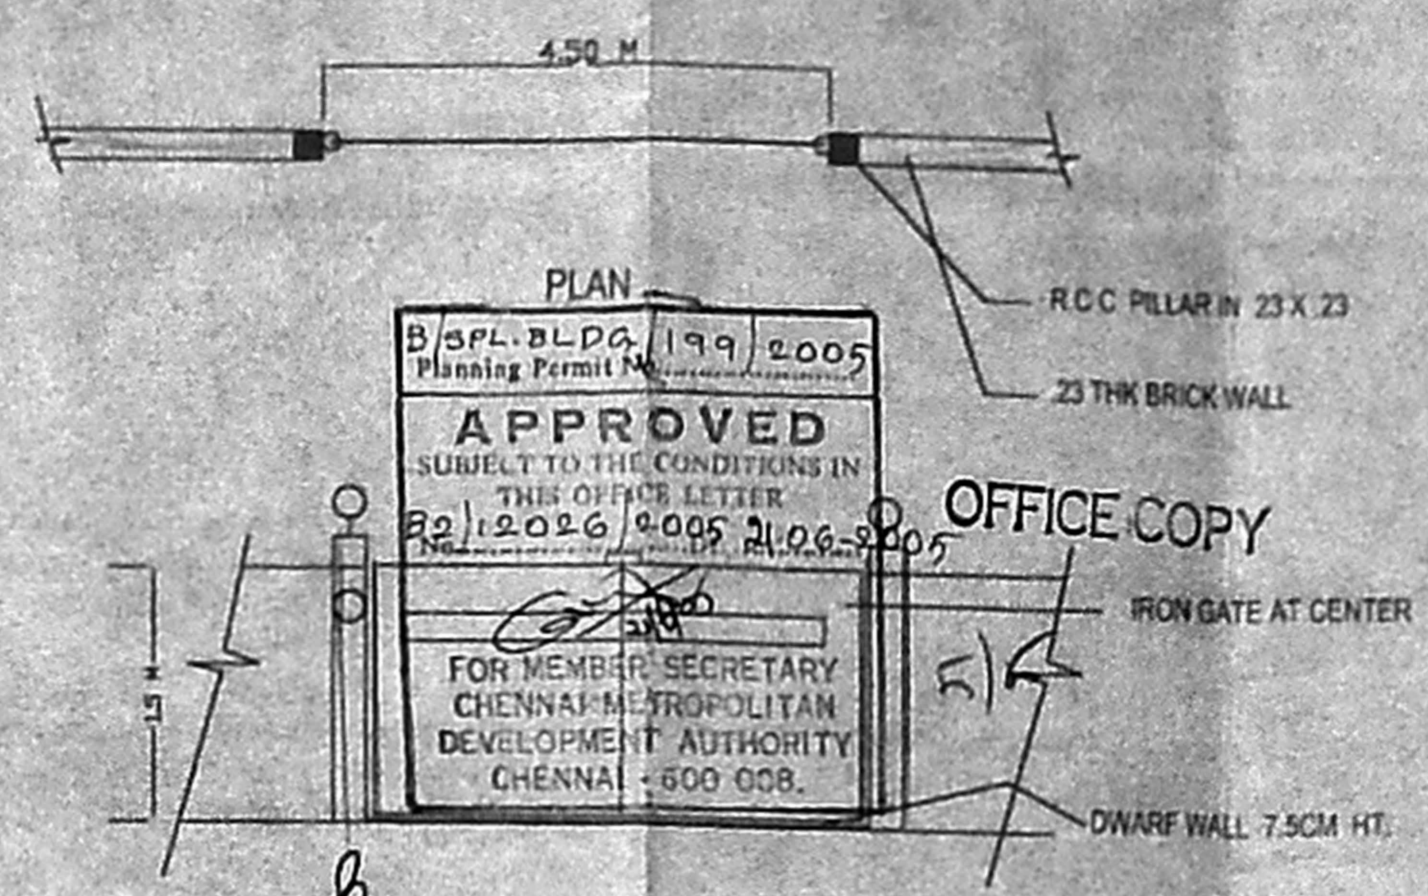 4.50 M
PLAN
R.C.C PILLAR IN .23 X .23
.23 THK BRICK WALL
B/SPL.BLDG/199/2005
Planning Permit No.
APPROVED
SUBJECT TO THE CONDITIONS IN
THIS OFFICE LETTER
B2/12026/2005 21.06-2005
No. Dt.
OFFICE COPY
IRON GATE AT CENTER
1.5 M
FOR MEMBER SECRETARY
CHENNAI METROPOLITAN
DEVELOPMENT AUTHORITY
CHENNAI - 600 008.
DWARF WALL 7.5CM HT.